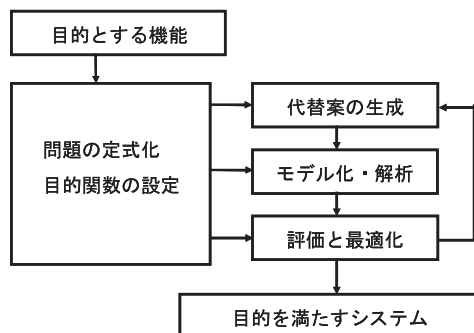 目的とする機能
問題の定式化
目的関数の設定
代替案の生成
モデル化・解析
評価と最適化
目的を満たすシステム